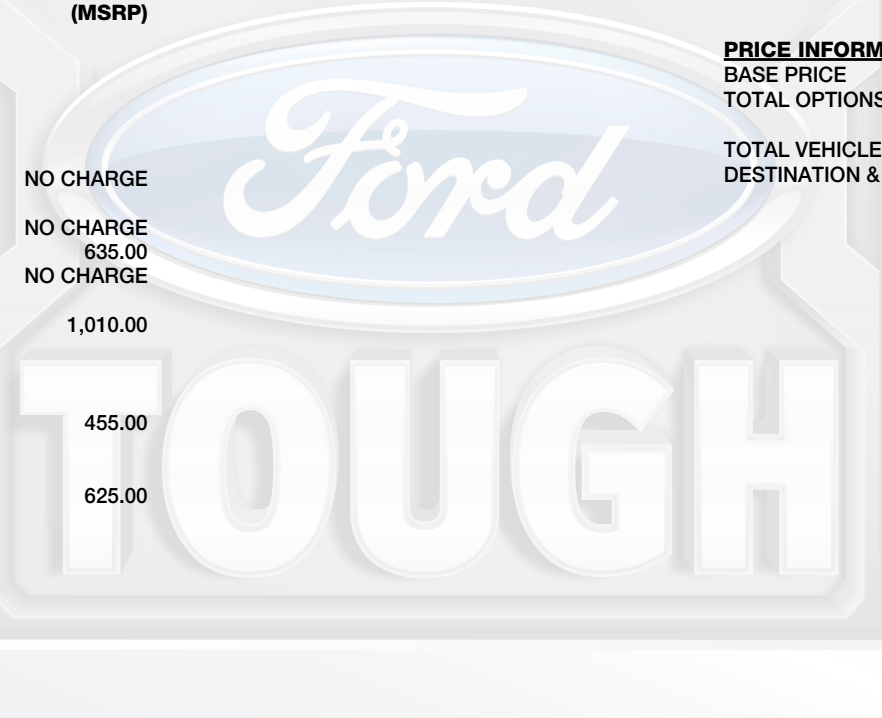 (MSRP)
NO CHARGE
NO CHARGE
635.00
NO CHARGE
1,010.00
455.00
625.00
PRICE INFORM
BASE PRICE
TOTAL OPTIONS
TOTAL VEHICLE
DESTINATION &
Ford
TOUGH